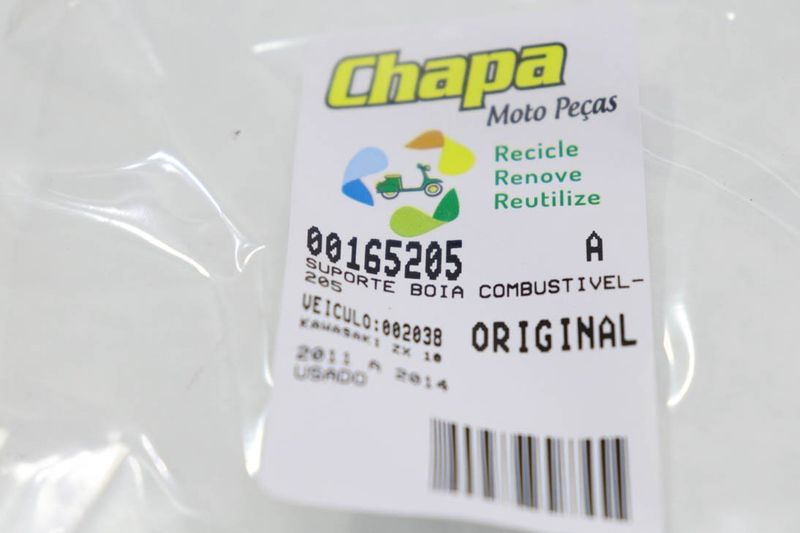 Chapa
Moto Peças
Recicle
Renove
Reutilize
00165205 A
SUPORTE BOIA COMBUSTIVEL-
205
VEICULO:002038 ORIGINAL
KAWASAKI ZX 10
2011 A 2014
USADO